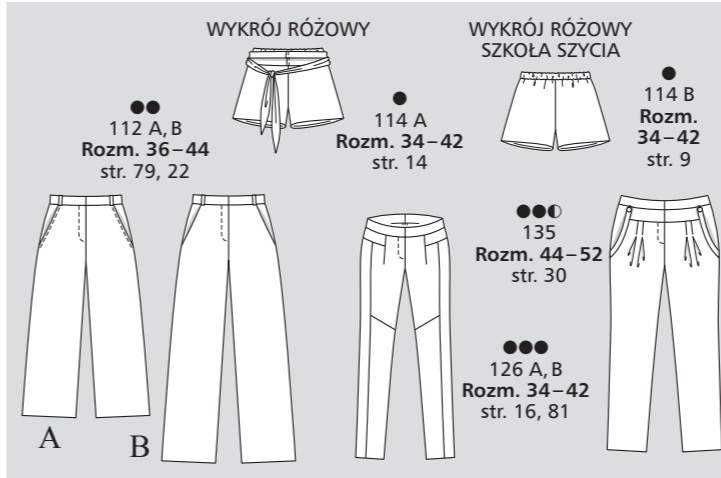 WYKRÓJ RÓŻOWY
WYKRÓJ RÓŻOWY
SZKOŁA SZYCIA
112 A, B
Rozm. 36–44
str. 79, 22
114 A
Rozm. 34–42
str. 14
114 B
Rozm.
34–42
str. 9
135
Rozm. 44–52
str. 30
126 A, B
Rozm. 34–42
str. 16, 81
A
B